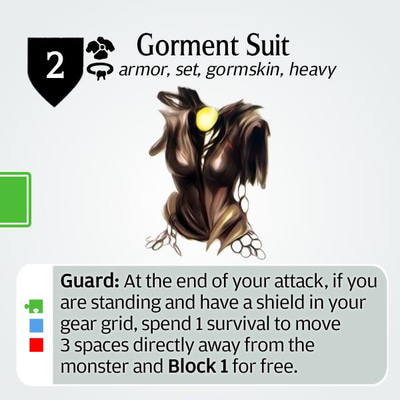 2
Gorment Suit
armor, set, gormskin, heavy
Guard: At the end of your attack, if you
are standing and have a shield in your
gear grid, spend 1 survival to move
3 spaces directly away from the
monster and Block 1 for free.